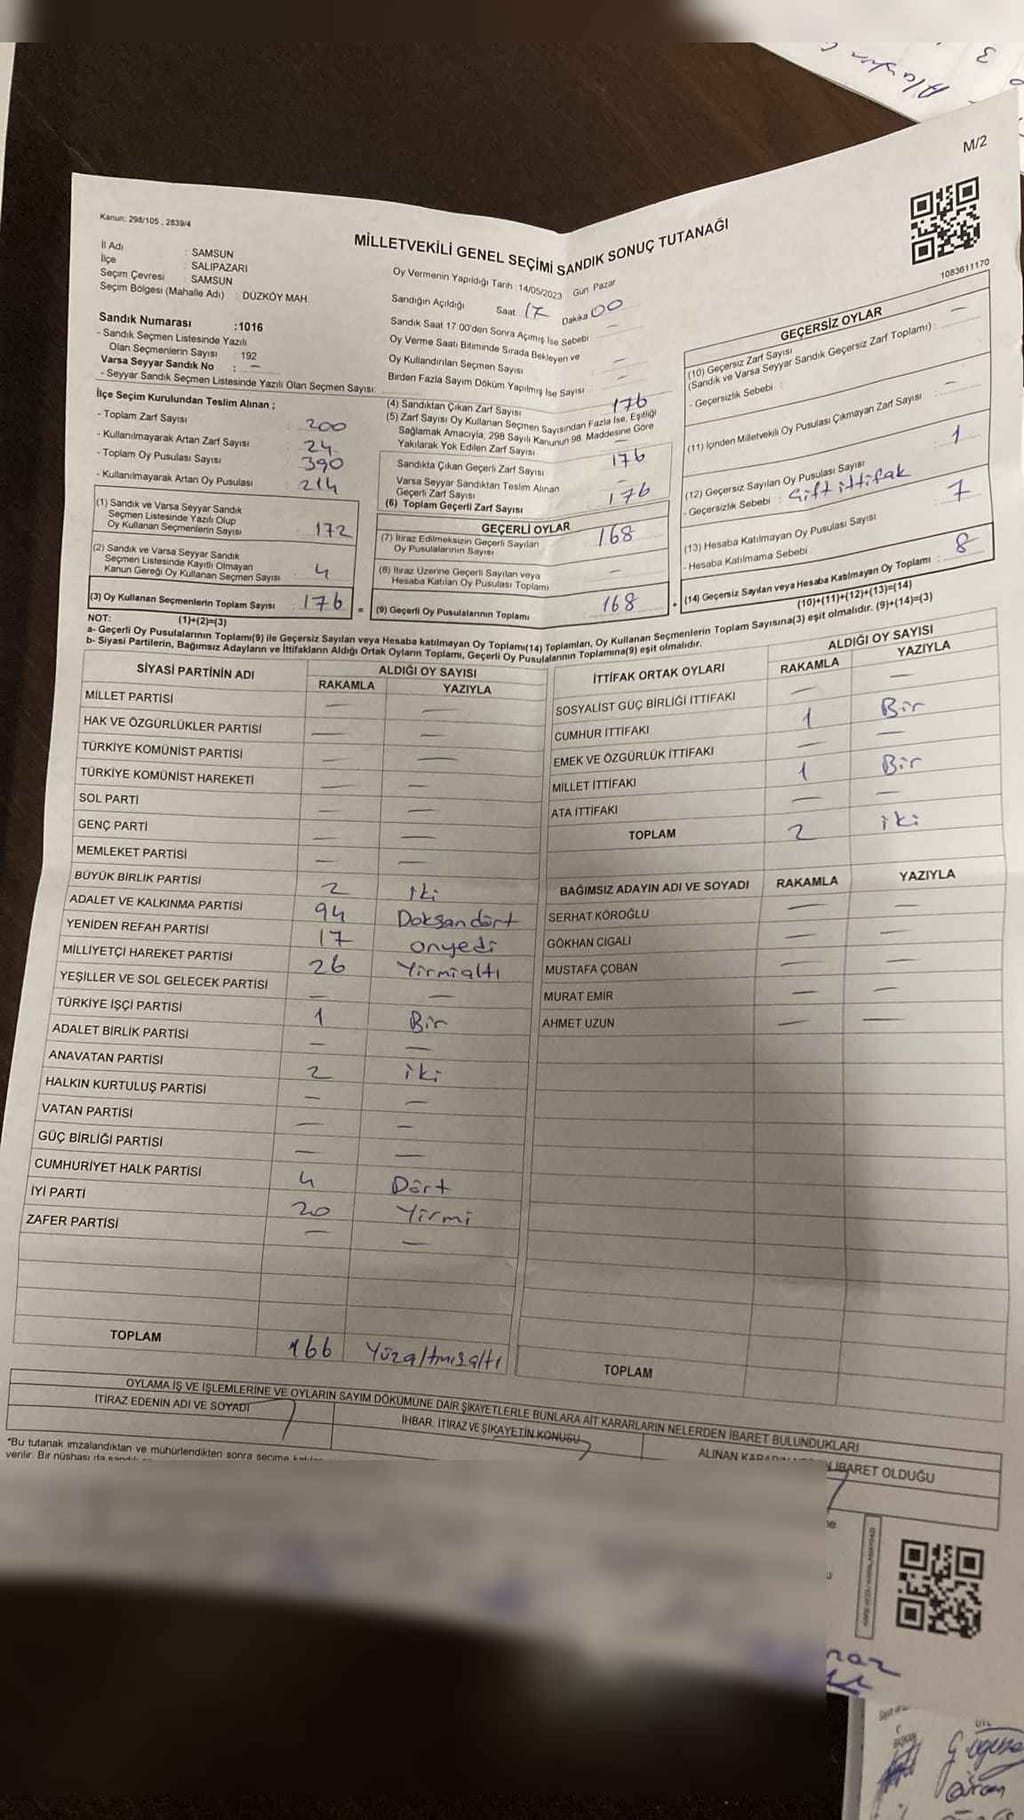 M/2
Kanun: 298/105 , 2839/4
MİLLETVEKİLİ GENEL SEÇİMİ SANDIK SONUÇ TUTANAĞI
1083611170
İl Adı : SAMSUN
İlçe : SALIPAZARI
Seçim Çevresi : SAMSUN
Seçim Bölgesi (Mahalle Adı) : DÜZKÖY MAH.
Sandık Numarası :1016
- Sandık Seçmen Listesinde Yazılı
Olan Seçmenlerin Sayısı : 192
Varsa Seyyar Sandık No : —
- Seyyar Sandık Seçmen Listesinde Yazılı Olan Seçmen Sayısı:
İlçe Seçim Kurulundan Teslim Alınan ;
- Toplam Zarf Sayısı 200
- Kullanılmayarak Artan Zarf Sayısı 24
- Toplam Oy Pusulası Sayısı 390
- Kullanılmayarak Artan Oy Pusulası 214
(1) Sandık ve Varsa Seyyar Sandık
Seçmen Listesinde Yazılı Olup
Oy Kullanan Seçmenlerin Sayısı 172
(2) Sandık ve Varsa Seyyar Sandık
Seçmen Listesinde Kayıtlı Olmayan
Kanun Gereği Oy Kullanan Seçmen Sayısı 4
(3) Oy Kullanan Seçmenlerin Toplam Sayısı : 176 =
Oy Vermenin Yapıldığı Tarih : 14/05/2023 Gün Pazar
Sandığın Açıldığı Saat 17 Dakika 00
Sandık Saat 17:00'den Sonra Açımış İse Sebebi —
Oy Verme Saati Bitiminde Sırada Bekleyen ve
Oy Kullandırılan Seçmen Sayısı —
Birden Fazla Sayım Döküm Yapılmış İse Sayısı —
(4) Sandıktan Çıkan Zarf Sayısı 176
(5) Zarf Sayısı Oy Kullanan Seçmen Sayısından Fazla İse, Eşitliği
Sağlamak Amacıyla, 298 Sayılı Kanunun 98. Maddesine Göre
Yakılarak Yok Edilen Zarf Sayısı —
Sandıkta Çıkan Geçerli Zarf Sayısı 176
Varsa Seyyar Sandıktan Teslim Alınan
Geçerli Zarf Sayısı —
(6) Toplam Geçerli Zarf Sayısı 176
GEÇERLİ OYLAR
(7) İtiraz Edilmeksizin Geçerli Sayılan
Oy Pusulalarının Sayısı 168
(8) İtiraz Üzerine Geçerli Sayılan veya
Hesaba Katılan Oy Pusulası Toplamı —
(9) Geçerli Oy Pusulalarının Toplamı 168 +
GEÇERSİZ OYLAR
(10) Geçersiz Zarf Sayısı
(Sandık ve Varsa Seyyar Sandık Geçersiz Zarf Toplamı) : —
- Geçersizlik Sebebi :
(11) İçinden Milletvekili Oy Pusulası Çıkmayan Zarf Sayısı —
(12) Geçersiz Sayılan Oy Pusulası Sayısı 1
- Geçersizlik Sebebi : Çift ittifak
(13) Hesaba Katılmayan Oy Pusulası Sayısı 7
- Hesaba Katılmama Sebebi
(14) Geçersiz Sayılan veya Hesaba Katılmayan Oy Toplamı : 8
(10)+(11)+(12)+(13)=(14)
NOT: (1)+(2)=(3)
a- Geçerli Oy Pusulalarının Toplamı(9) ile Geçersiz Sayılan veya Hesaba katılmayan Oy Toplamı(14) Toplamları, Oy Kullanan Seçmenlerin Toplam Sayısına(3) eşit olmalıdır. (9)+(14)=(3)
b- Siyasi Partilerin, Bağımsız Adayların ve İttifakların Aldığı Ortak Oyların Toplamı, Geçerli Oy Pusulalarının Toplamına(9) eşit olmalıdır.
SİYASİ PARTİNİN ADI ALDIĞI OY SAYISI
RAKAMLA YAZIYLA
MİLLET PARTİSİ — —
HAK VE ÖZGÜRLÜKLER PARTİSİ — —
TÜRKİYE KOMÜNİST PARTİSİ — —
TÜRKİYE KOMÜNİST HAREKETİ — —
SOL PARTİ — —
GENÇ PARTİ — —
MEMLEKET PARTİSİ — —
BÜYÜK BİRLİK PARTİSİ 2 İki
ADALET VE KALKINMA PARTİSİ 94 Doksandört
YENİDEN REFAH PARTİSİ 17 onyedi
MİLLİYETÇİ HAREKET PARTİSİ 26 Yirmialtı
YEŞİLLER VE SOL GELECEK PARTİSİ — —
TÜRKİYE İŞÇİ PARTİSİ 1 Bir
ADALET BİRLİK PARTİSİ — —
ANAVATAN PARTİSİ 2 iki
HALKIN KURTULUŞ PARTİSİ — —
VATAN PARTİSİ — —
GÜÇ BİRLİĞİ PARTİSİ — —
CUMHURİYET HALK PARTİSİ 4 Dört
İYİ PARTİ 20 Yirmi
ZAFER PARTİSİ — —
TOPLAM 166 Yüzaltmışaltı
İTTİFAK ORTAK OYLARI ALDIĞI OY SAYISI
RAKAMLA YAZIYLA
SOSYALİST GÜÇ BİRLİĞİ İTTİFAKI — —
CUMHUR İTTİFAKI 1 Bir
EMEK VE ÖZGÜRLÜK İTTİFAKI — —
MİLLET İTTİFAKI 1 Bir
ATA İTTİFAKI — —
TOPLAM 2 iki
BAĞIMSIZ ADAYIN ADI VE SOYADI RAKAMLA YAZIYLA
SERHAT KÖROĞLU — —
GÖKHAN CIGALI — —
MUSTAFA ÇOBAN — —
MURAT EMİR — —
AHMET UZUN — —
TOPLAM
OYLAMA İŞ VE İŞLEMLERİNE VE OYLARIN SAYIM DÖKÜMÜNE DAİR ŞİKAYETLERLE BUNLARA AİT KARARLARIN NELERDEN İBARET BULUNDUKLARI
İTİRAZ EDENİN ADI VE SOYADI
İHBAR, İTİRAZ VE ŞİKAYETİN KONUSU
ALINAN İBARET OLDUĞU
*Bu tutanak imzalandıktan ve mühürlendikten sonra seçime
verilir. Bir nüshası da